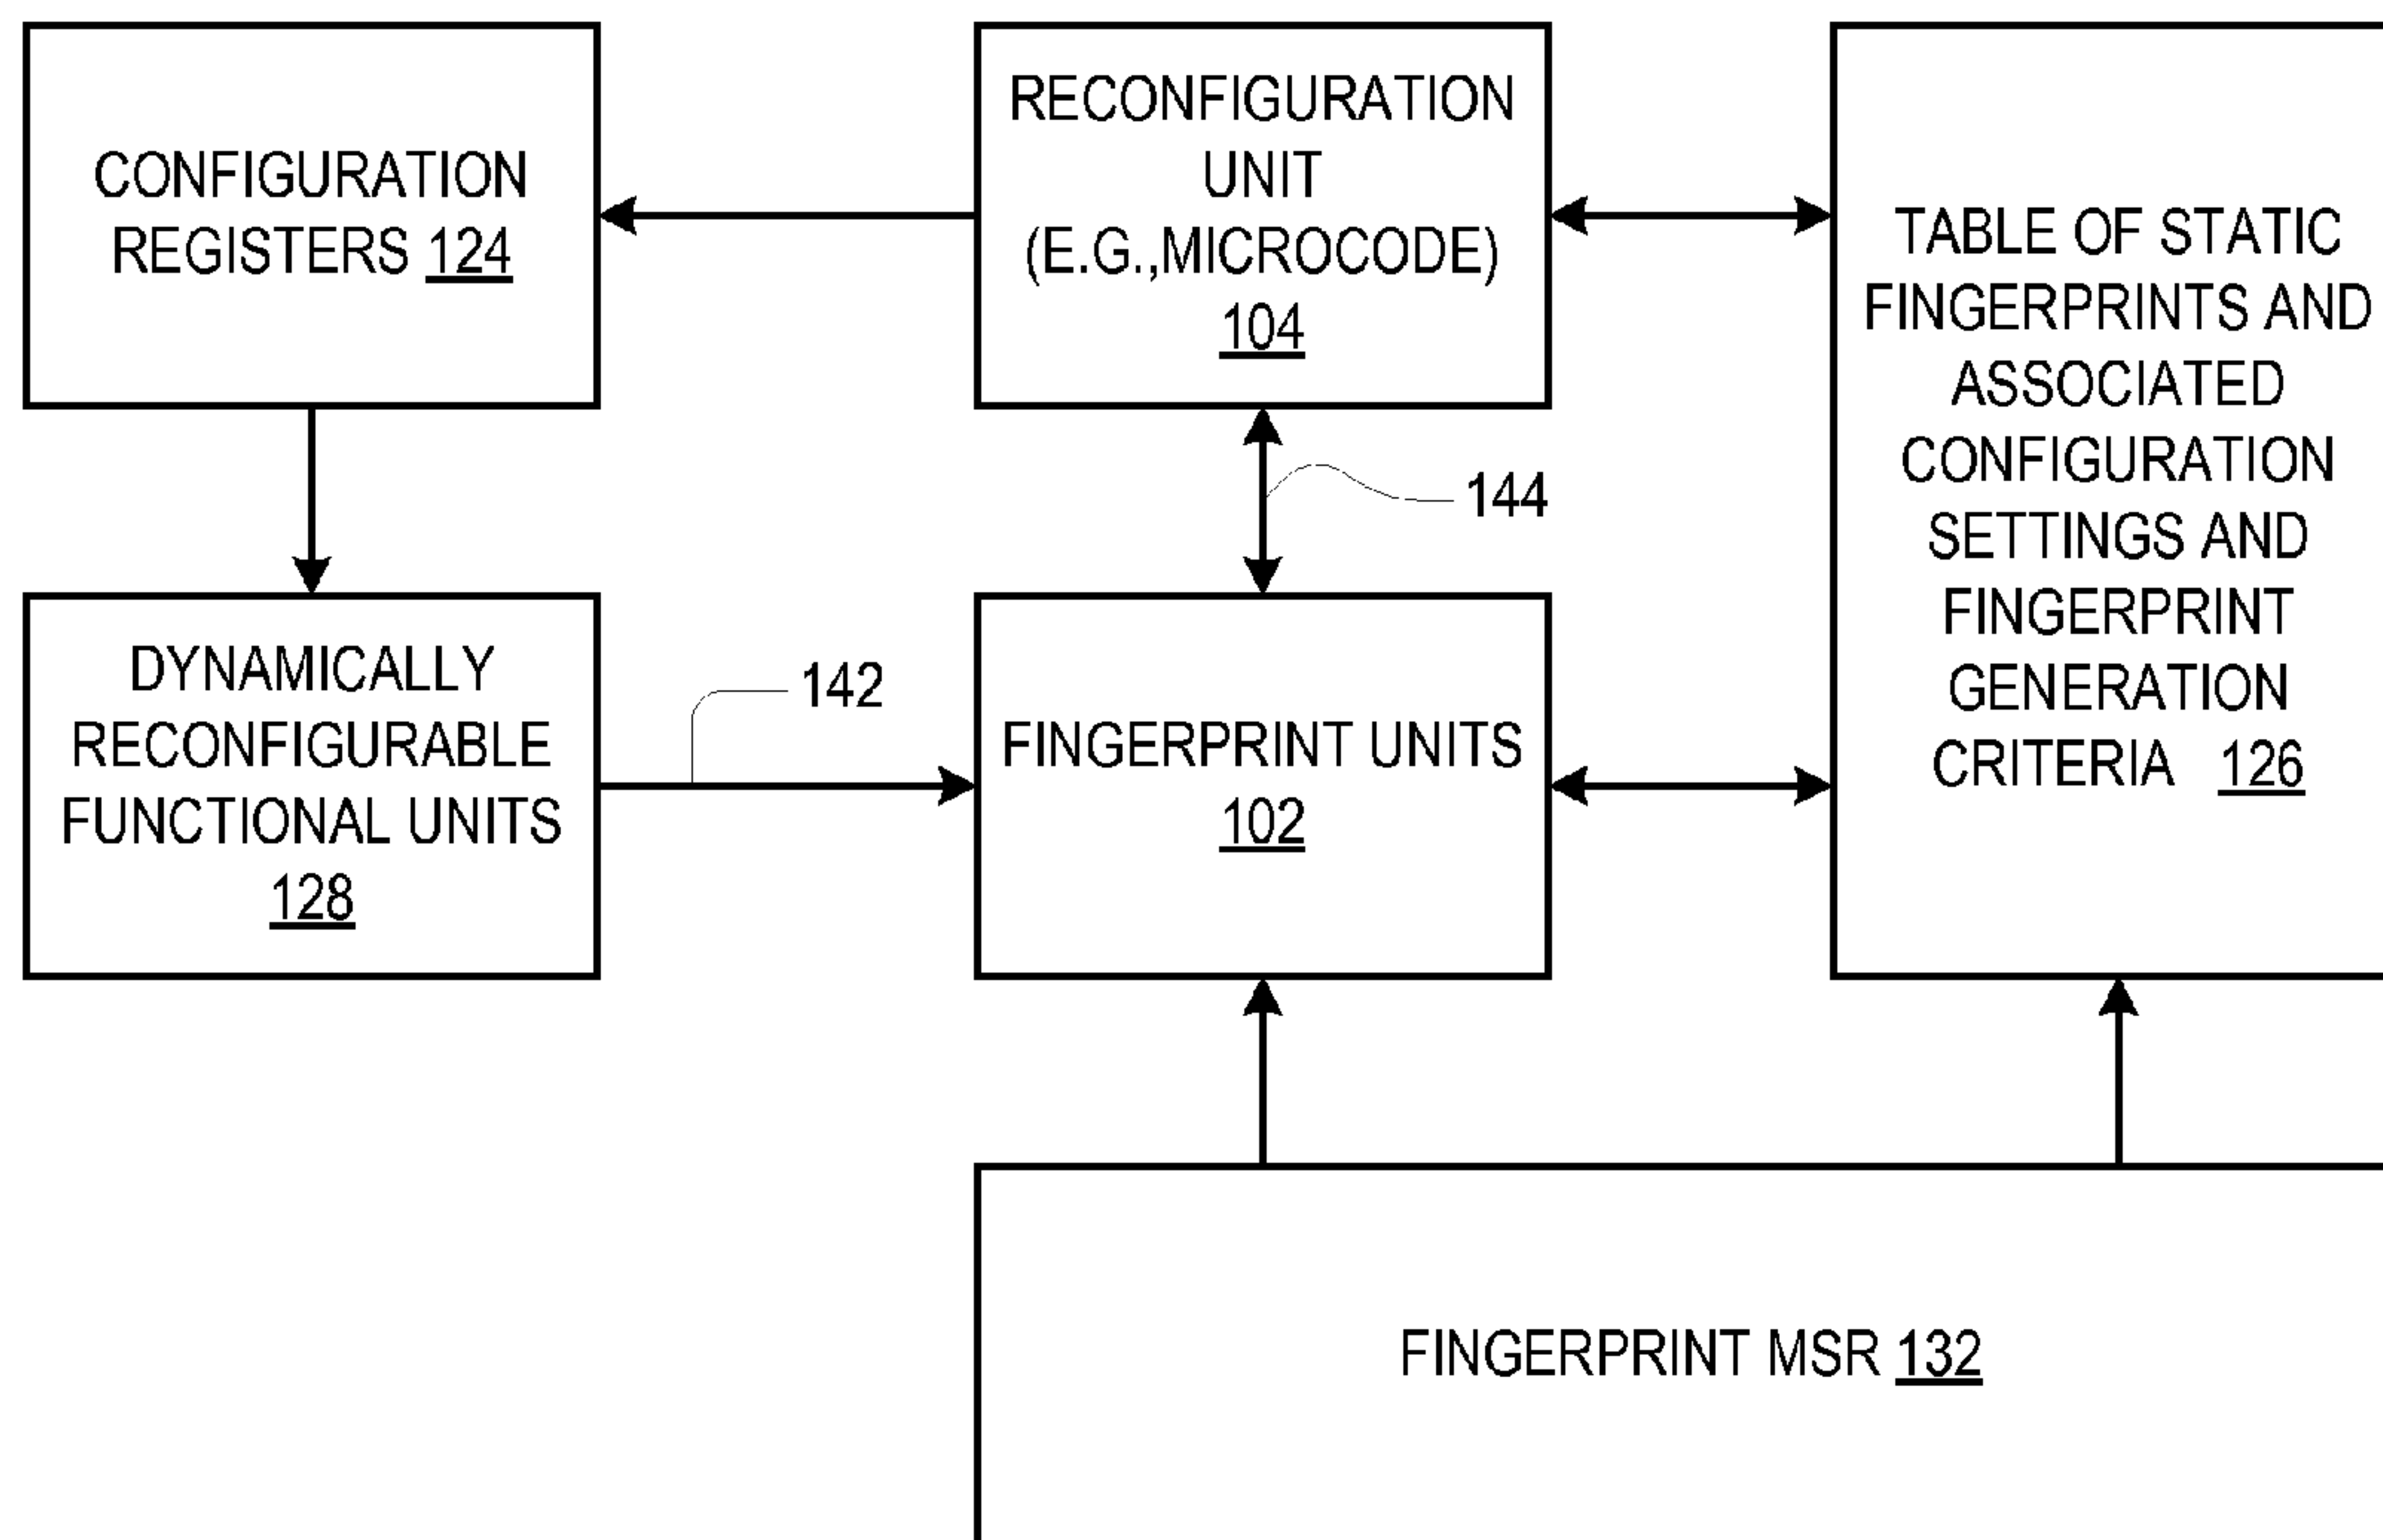 CONFIGURATION
REGISTERS 124
RECONFIGURATION
UNIT
(E.G.,MICROCODE)
104
TABLE OF STATIC
FINGERPRINTS AND
ASSOCIATED
CONFIGURATION
SETTINGS AND
FINGERPRINT
GENERATION
CRITERIA 126
144
DYNAMICALLY
RECONFIGURABLE
FUNCTIONAL UNITS
128
142
FINGERPRINT UNITS
102
FINGERPRINT MSR 132